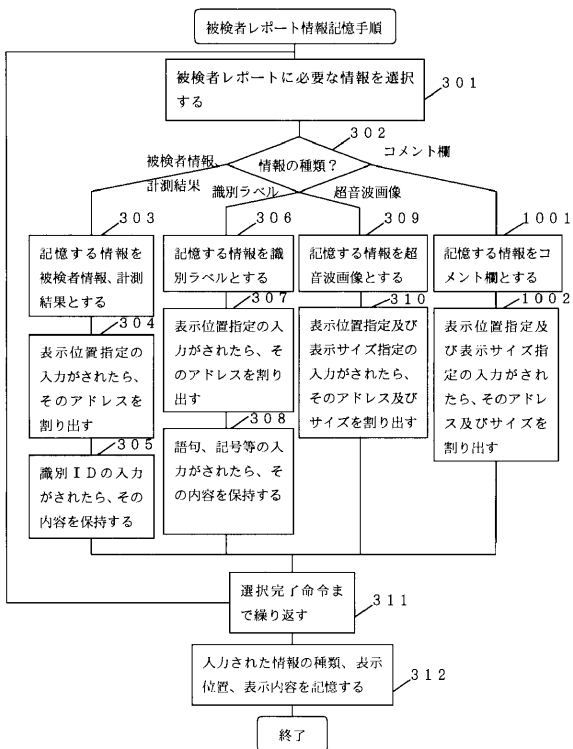 被検者レポート情報記憶手順
被検者レポートに必要な情報を選択
する
301
302
情報の種類?
被検者情報、
計測結果
識別ラベル
超音波画像
コメント欄
303
記憶する情報を
被検者情報、計測
結果とする
304
表示位置指定の
入力がされたら、
そのアドレスを
割り出す
305
識別IDの入力
がされたら、その
内容を保持する
306
記憶する情報を識
別ラベルとする
307
表示位置指定の入
力がされたら、そ
のアドレスを割り
出す
308
語句、記号等の入
力がされたら、そ
の内容を保持する
309
記憶する情報を超
音波画像とする
310
表示位置指定及び
表示サイズ指定の
入力がされたら、
そのアドレス及び
サイズを割り出す
1001
記憶する情報をコ
メント欄とする
1002
表示位置指定及
び表示サイズ指
定の入力がされ
たら、そのアドレ
ス及びサイズを
割り出す
選択完了命令ま
で繰り返す
311
入力された情報の種類、表示
位置、表示内容を記憶する
312
終了